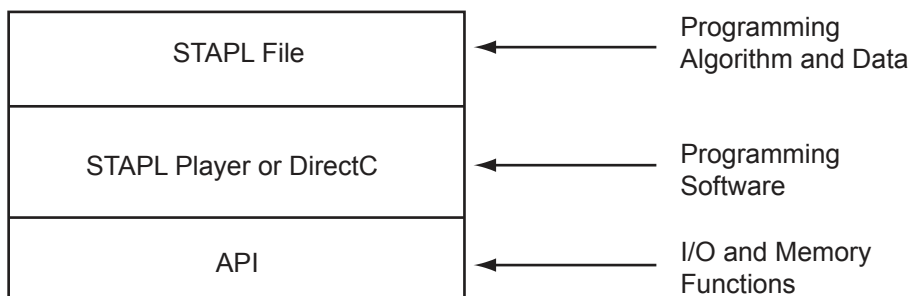 STAPL File
Programming
Algorithm and Data
STAPL Player or DirectC
Programming
Software
API
I/O and Memory
Functions